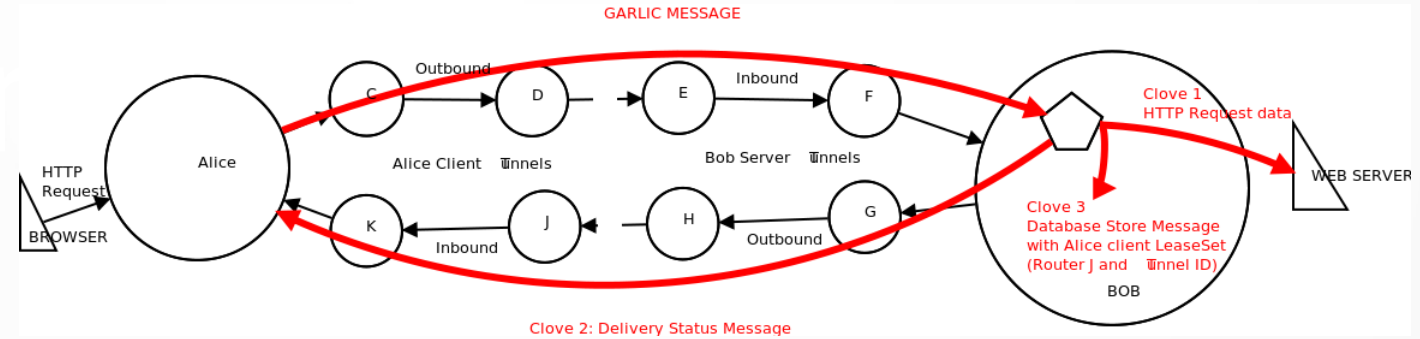 GARLIC MESSAGE
Outbound
Inbound
Clove 1
HTTP Request data
C
D
E
F
Alice
HTTP
Request
BROWSER
Alice Client Tunnels
Bob Server Tunnels
WEB SERVER
K
J
H
G
Inbound
Outbound
Clove 3
Database Store Message
with Alice client LeaseSet
(Router J and Tunnel ID)
BOB
Clove 2: Delivery Status Message